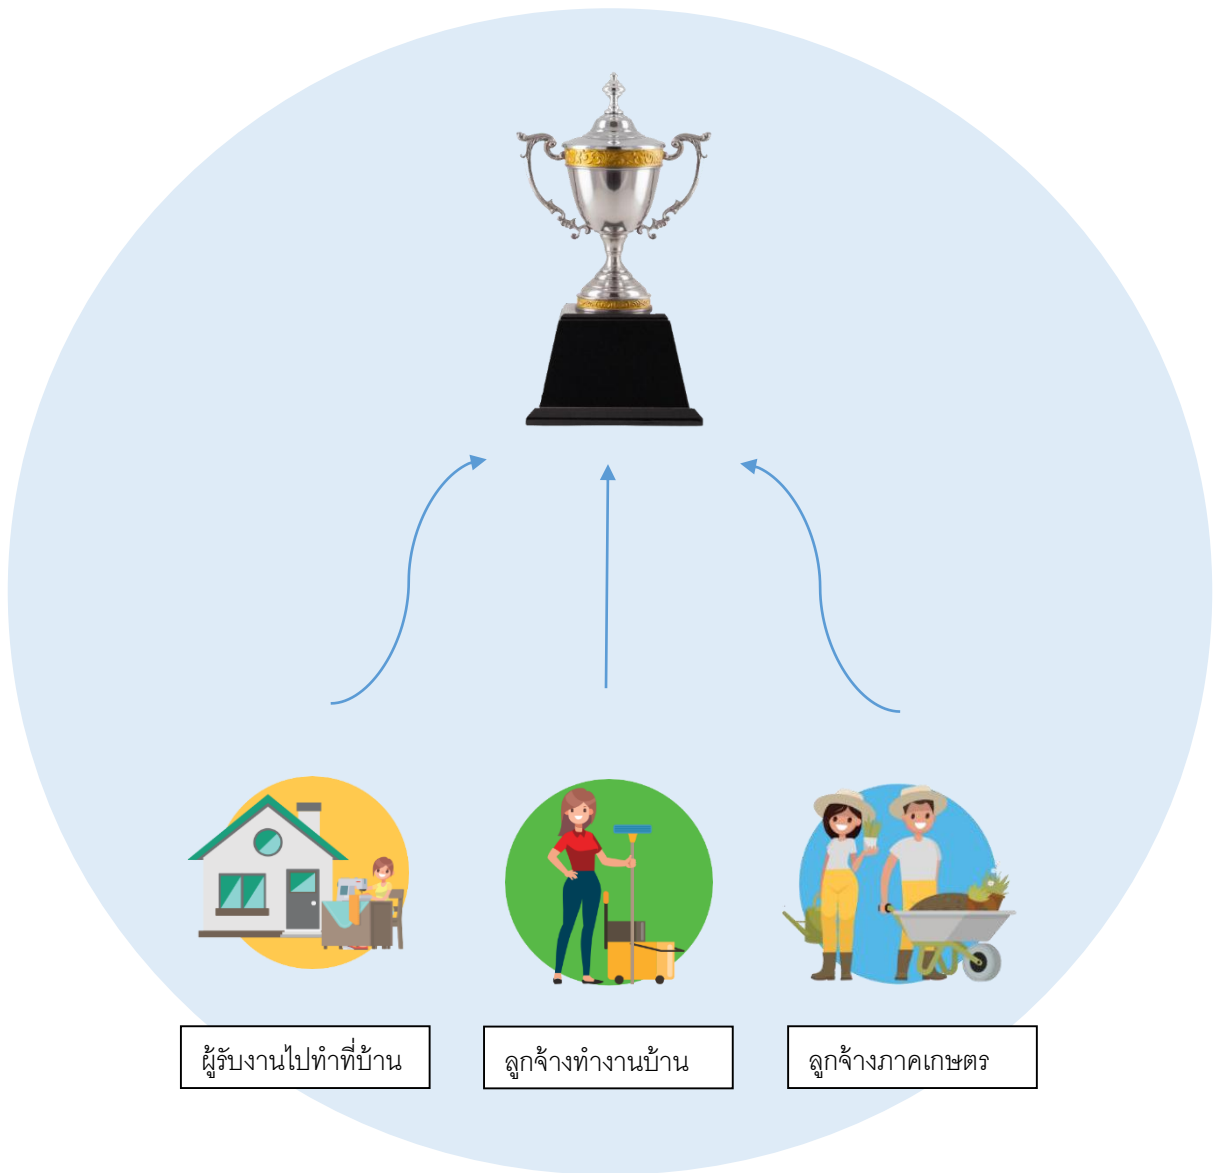 ผู้รับงานไปทำที่บ้าน
ลูกจ้างทำงานบ้าน
ลูกจ้างภาคเกษตร